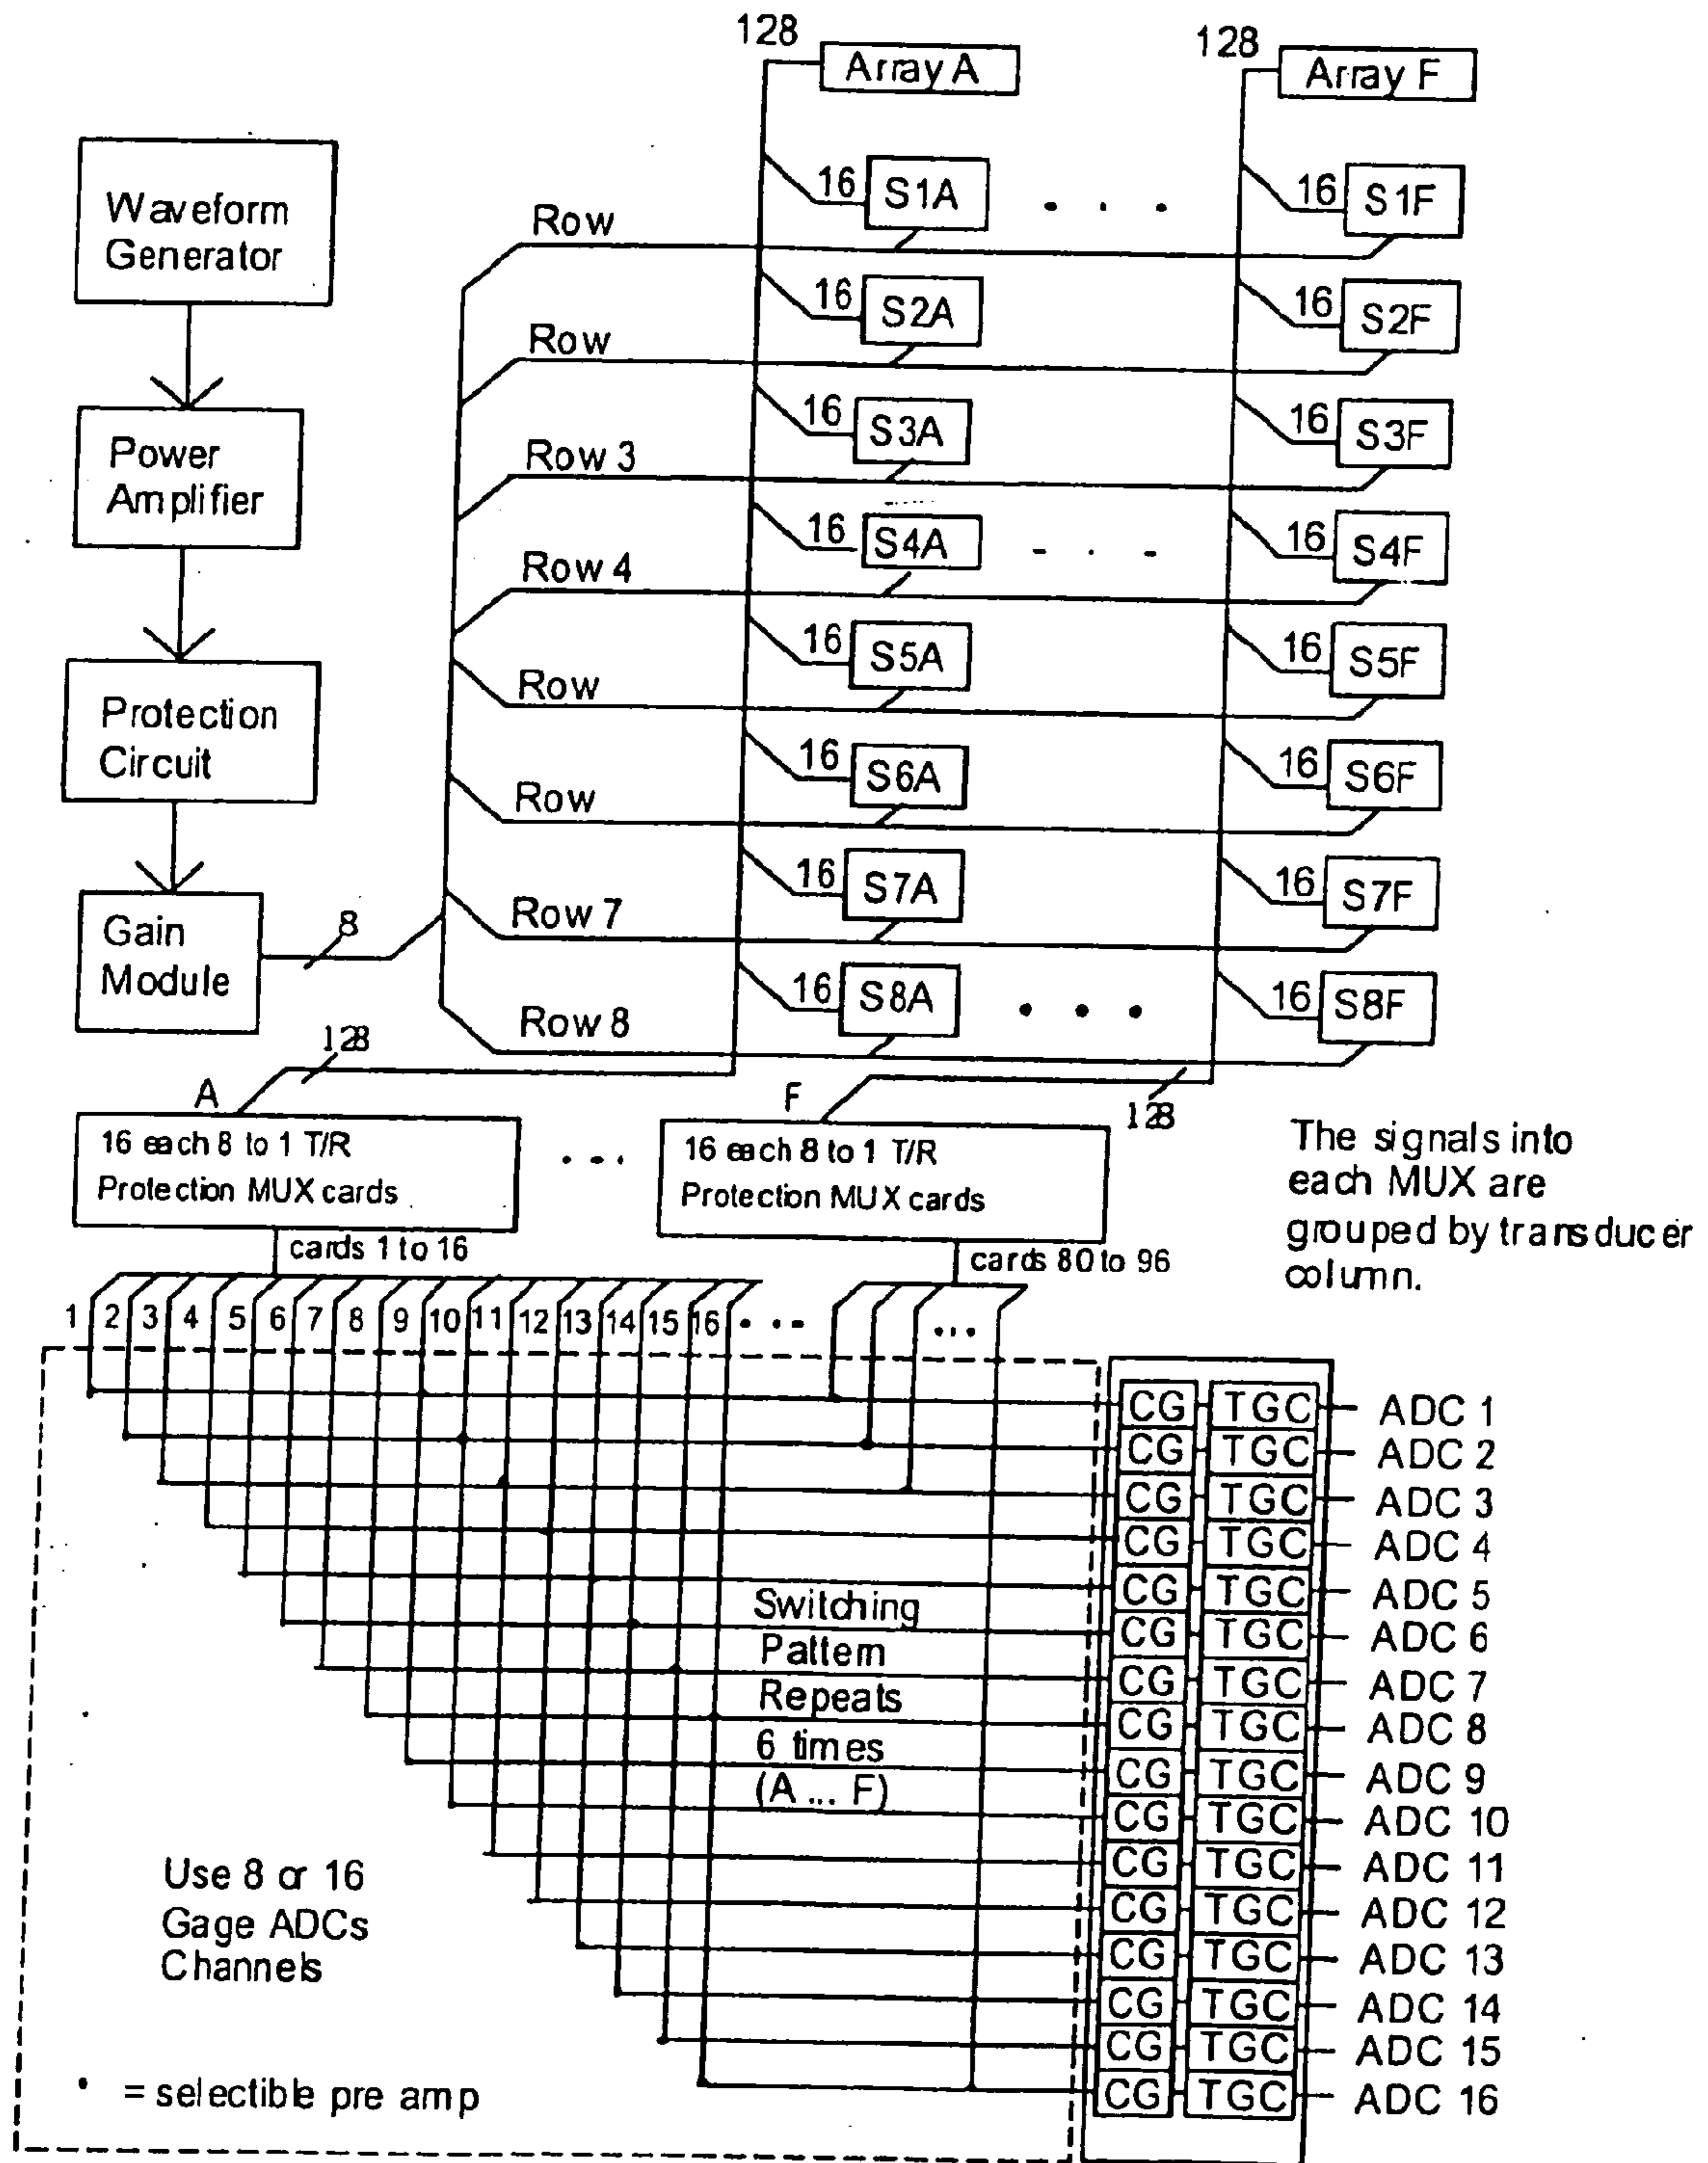 128
Array A
128
Array F
Waveform
Generator
Power
Amplifier
Protection
Circuit
Gain
Module
8
Row
16
S1A
16
S1F
Row
16
S2A
16
S2F
Row 3
16
S3A
16
S3F
Row 4
16
S4A
16
S4F
Row
16
S5A
16
S5F
Row
16
S6A
16
S6F
Row 7
16
S7A
16
S7F
Row 8
16
S8A
16
S8F
128
A
F
128
16 each 8 to 1 T/R
Protection MUX cards
16 each 8 to 1 T/R
Protection MUX cards
The signals into
each MUX are
grouped by transducer
column.
cards 1 to 16
cards 80 to 96
1 2 3 4 5 6 7 8 9 10 11 12 13 14 15 16
CG TGC ADC 1
CG TGC ADC 2
CG TGC ADC 3
CG TGC ADC 4
CG TGC ADC 5
CG TGC ADC 6
CG TGC ADC 7
CG TGC ADC 8
CG TGC ADC 9
CG TGC ADC 10
CG TGC ADC 11
CG TGC ADC 12
CG TGC ADC 13
CG TGC ADC 14
CG TGC ADC 15
CG TGC ADC 16
Switching
Pattern
Repeats
6 times
(A ... F)
Use 8 or 16
Gage ADCs
Channels
• = selectible pre amp